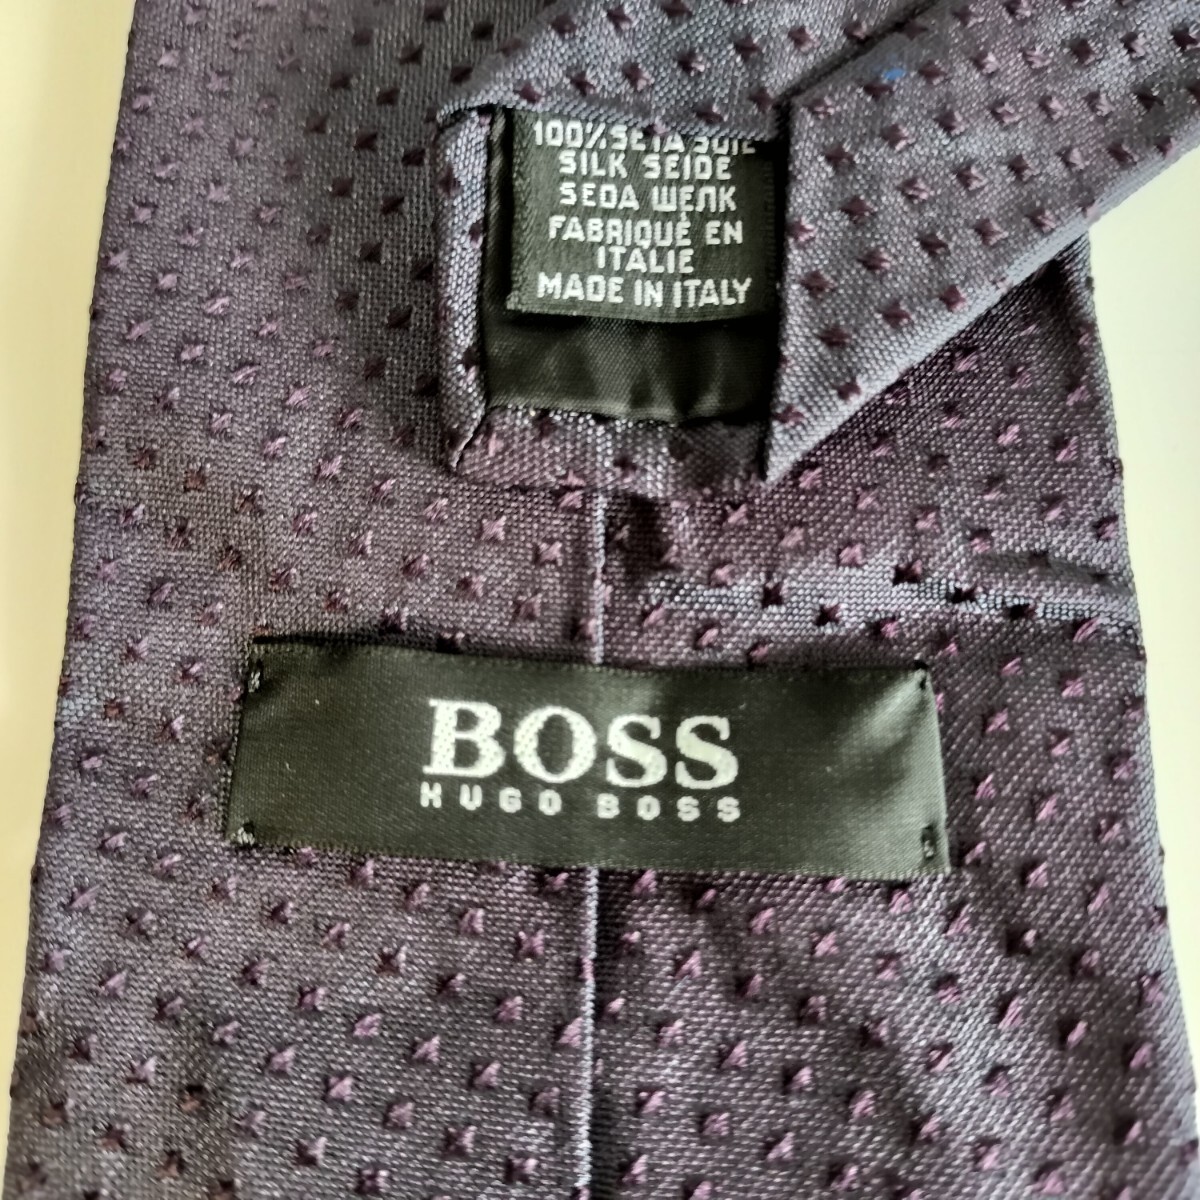 100% SETA SOIE
SILK SEIDE
SEDA ШЕЛК
FABRIQUÉ EN
ITALIE
MADE IN ITALY
BOSS
HUGO BOSS